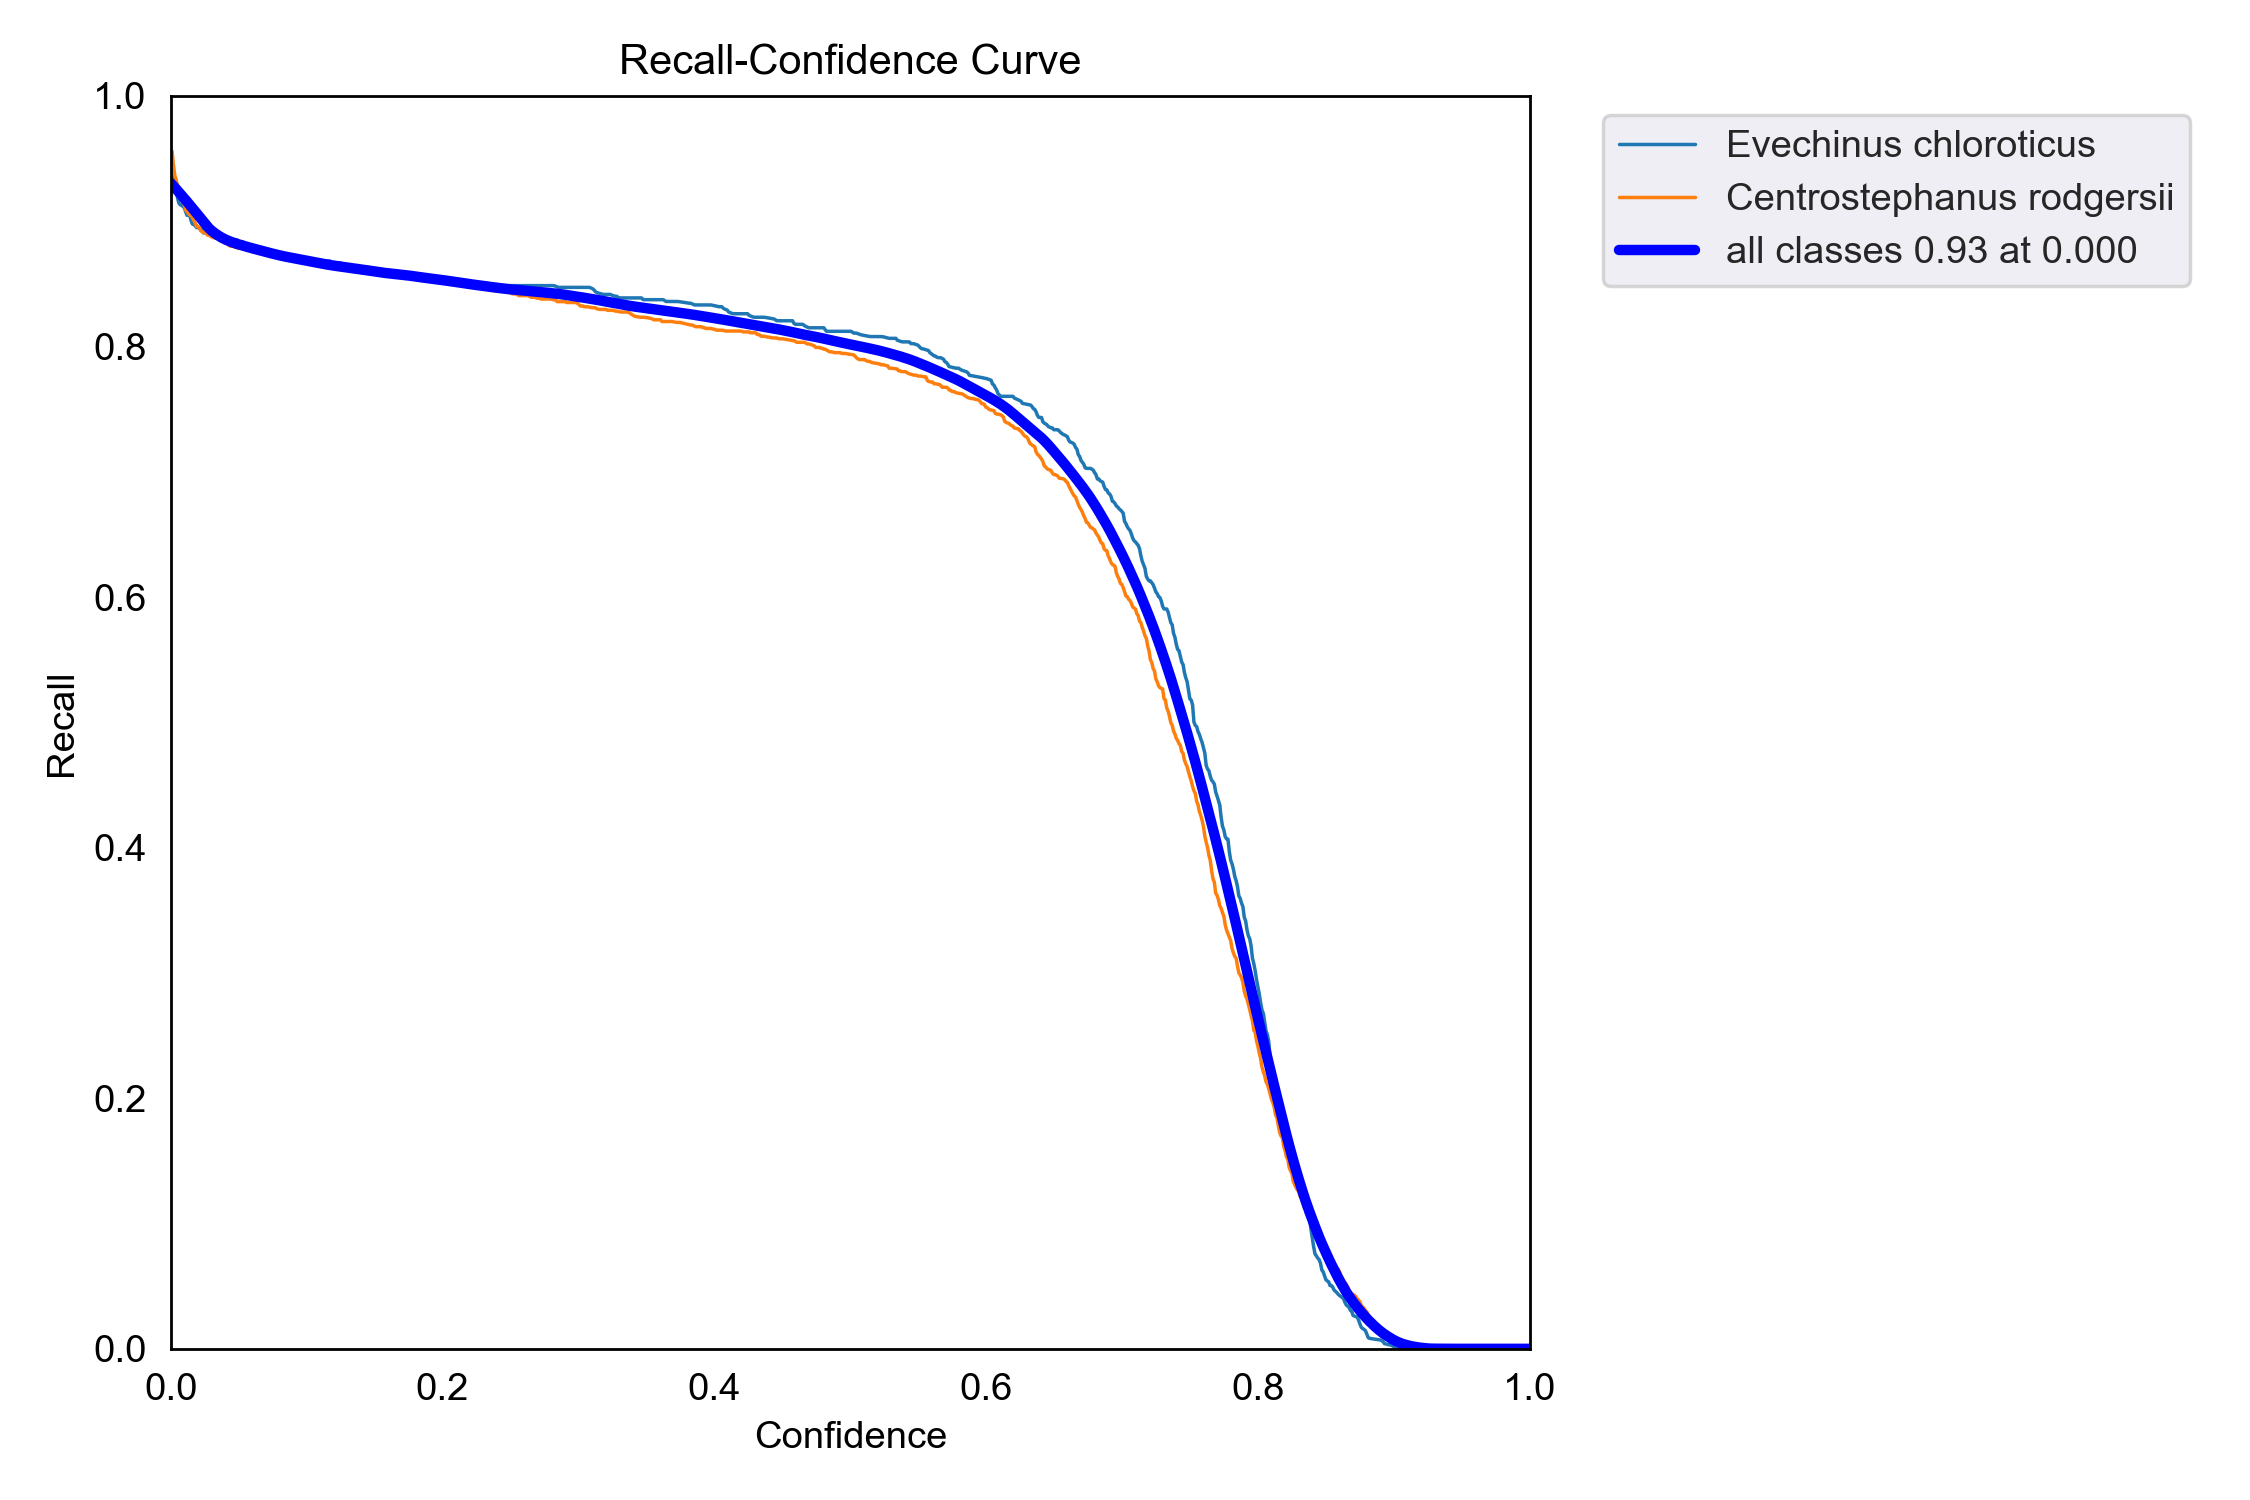 Recall-Confidence Curve
1.0
0.8
0.6
0.4
0.2
0.0
Recall
0.0 0.2 0.4 0.6 0.8 1.0
Confidence
Evechinus chloroticus
Centrostephanus rodgersii
all classes 0.93 at 0.000